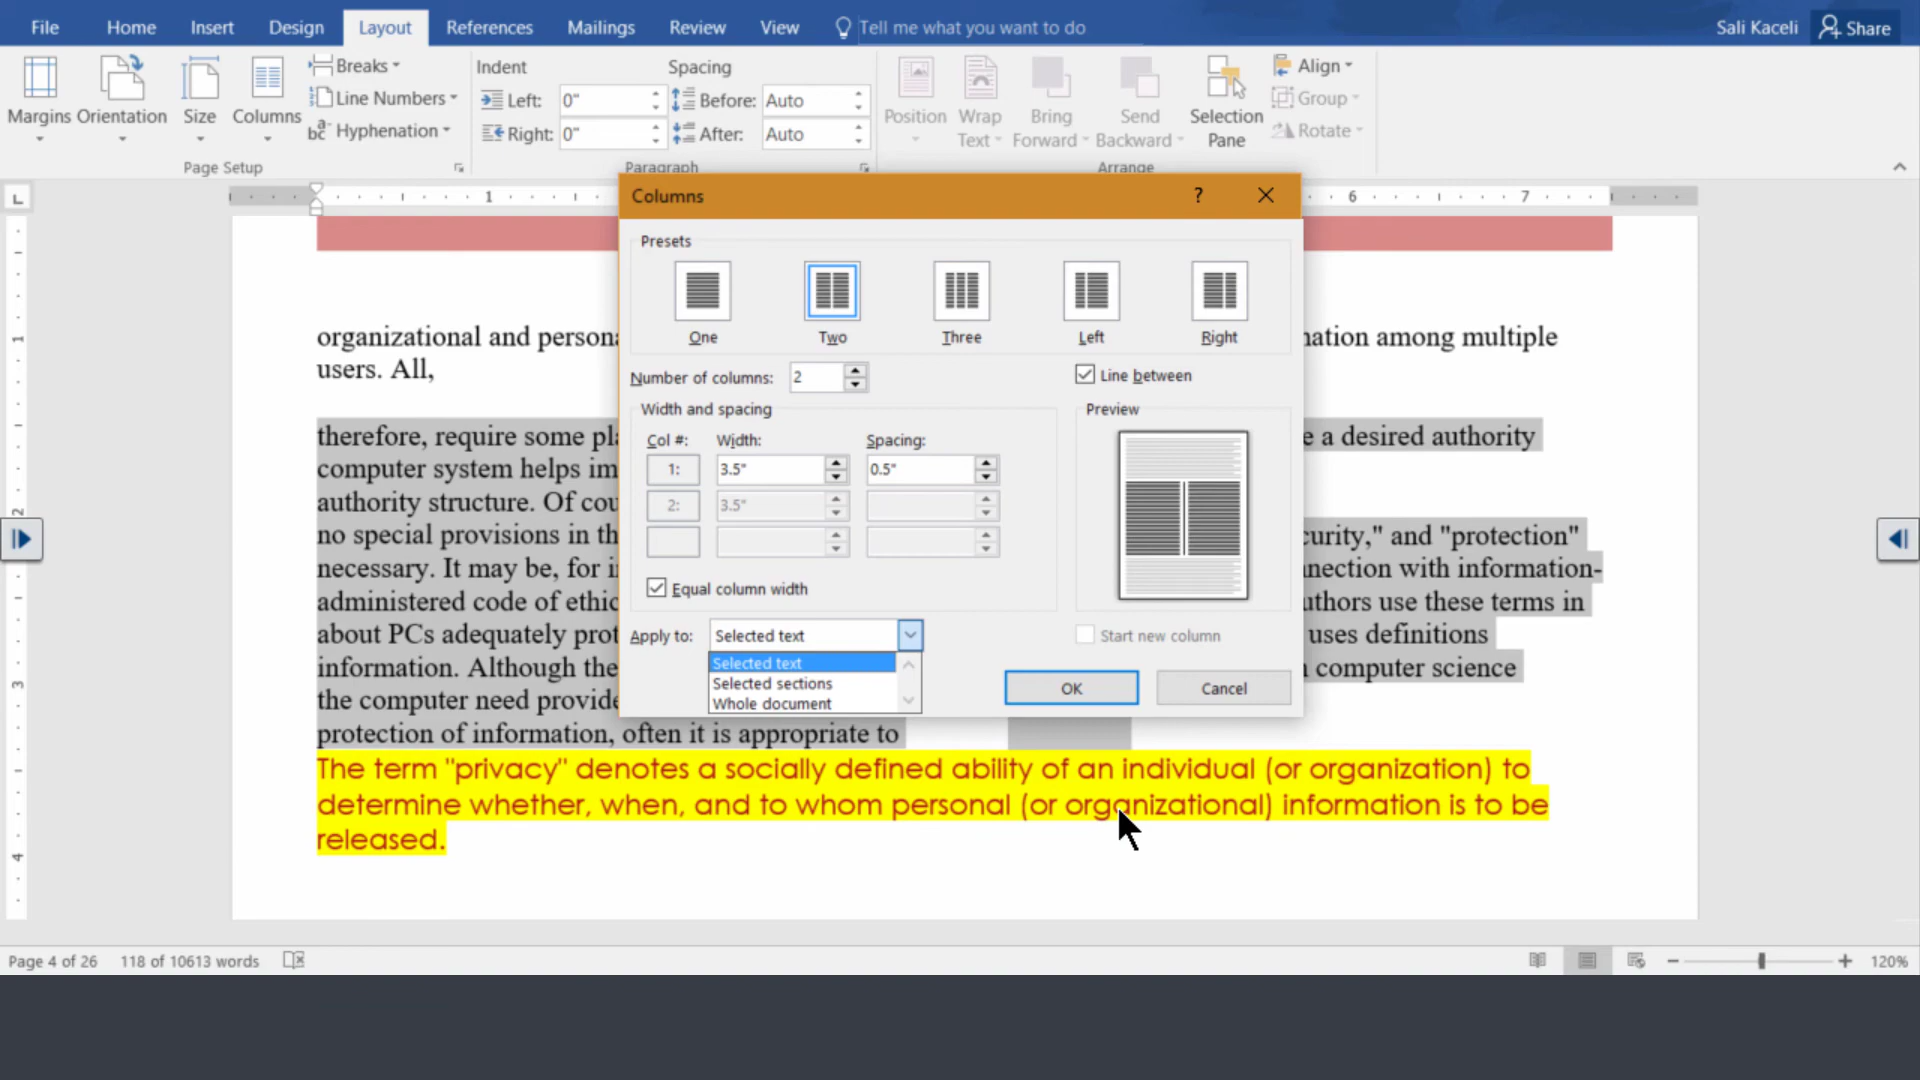 File Home Insert Design Layout References Mailings Review View Tell me what you want to do Sali Kaceli Share
Margins Orientation Size Columns
Breaks
Line Numbers
Hyphenation
Page Setup
Indent Spacing
Left: 0" Before: Auto
Right: 0" After: Auto
Paragraph
Position Wrap Text Bring Forward Send Backward Selection Pane
Align
Group
Rotate
Arrange
1 6 7
Columns ?
Presets
One Two Three Left Right
Number of columns: 2 Line between
Width and spacing Preview
Col #: Width: Spacing:
1: 3.5" 0.5"
2: 3.5"
Equal column width
Apply to: Selected text Start new column
Selected text
Selected sections
Whole document
OK Cancel
1
2
3
4
organizational and persona
ation among multiple
users. All,
therefore, require some pla
e a desired authority
computer system helps im
authority structure. Of cou
no special provisions in th
curity," and "protection"
necessary. It may be, for in
nnection with information-
administered code of ethic
uthors use these terms in
about PCs adequately prot
uses definitions
information. Although the
computer science
the computer need provide
protection of information, often it is appropriate to
The term "privacy" denotes a socially defined ability of an individual (or organization) to
determine whether, when, and to whom personal (or organizational) information is to be
released.
Page 4 of 26 118 of 10613 words 120%